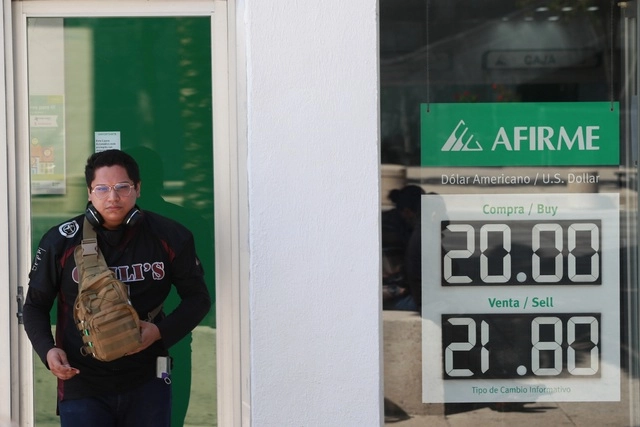 CAJA
AFIRME
Dólar Americano / U.S. Dollar
Compra / Buy
20.00
Venta / Sell
21.80
Tipo de Cambio Informativo